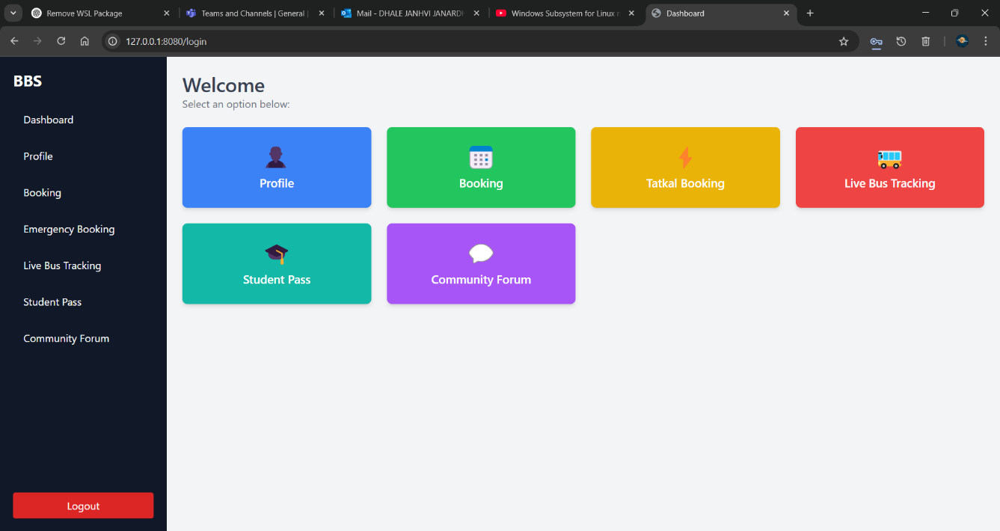 Remove WSL Package
Teams and Channels | General |
Mail - DHALE JANHVI JANARDH
Windows Subsystem for Linux
Dashboard
127.0.0.1:8080/login
BBS
Dashboard
Profile
Booking
Emergency Booking
Live Bus Tracking
Student Pass
Community Forum
Logout
Welcome
Select an option below:
Profile
Booking
Tatkal Booking
Live Bus Tracking
Student Pass
Community Forum